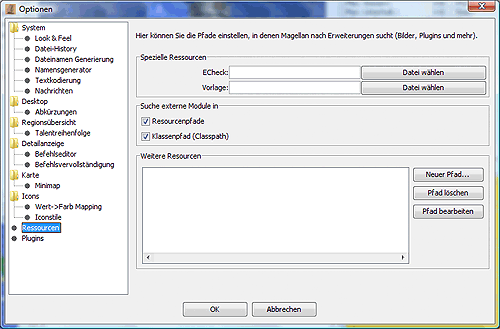 Optionen
System
Look & Feel
Datei-History
Dateinamen Generierung
Namensgenerator
Textkodierung
Nachrichten
Desktop
Abkürzungen
Regionsübersicht
Talentreihenfolge
Detailanzeige
Befehlseditor
Befehlsvervollständigung
Karte
Minimap
Icons
Wert->Farb Mapping
Iconstile
Ressourcen
Plugins
Hier können Sie die Pfade einstellen, in denen Magellan nach Erweiterungen sucht (Bilder, Plugins und mehr).
Spezielle Ressourcen
ECheck:
Datei wählen
Vorlage:
Datei wählen
Suche externe Module in
Resourcenpfade
Klassenpfad (Classpath)
Weitere Resourcen
Neuer Pfad...
Pfad löschen
Pfad bearbeiten
OK
Abbrechen